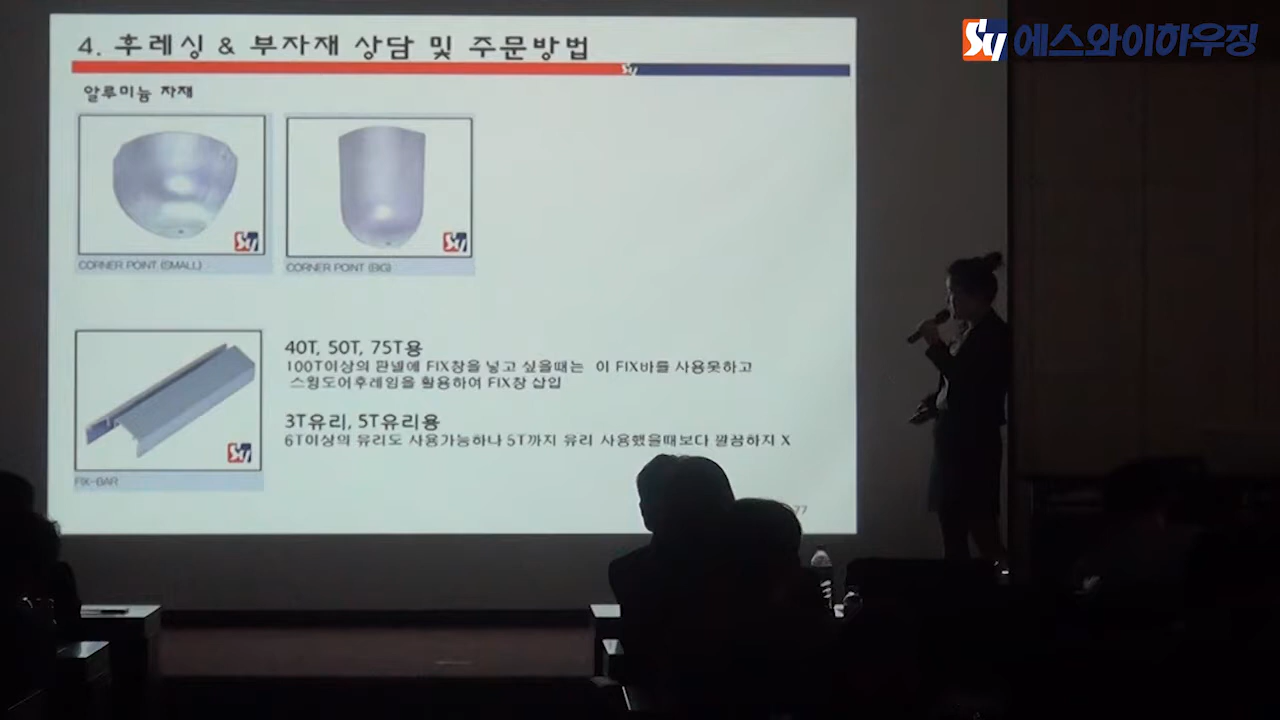 SY 에스와이하우징
4. 후레싱 & 부자재 상담 및 주문방법
SY
알루미늄 자재
SY
SY
CORNER POINT (SMALL)
CORNER POINT (BIG)
40T, 50T, 75T용
100T이상의 판넬에 FIX창을 넣고 싶을때는 이 FIX바를 사용못하고
스윙도어후레임을 활용하여 FIX창 삽입
3T유리, 5T유리용
6T이상의 유리도 사용가능하나 5T까지 유리 사용했을때보다 깔끔하지 X
SY
FIX-BAR
77